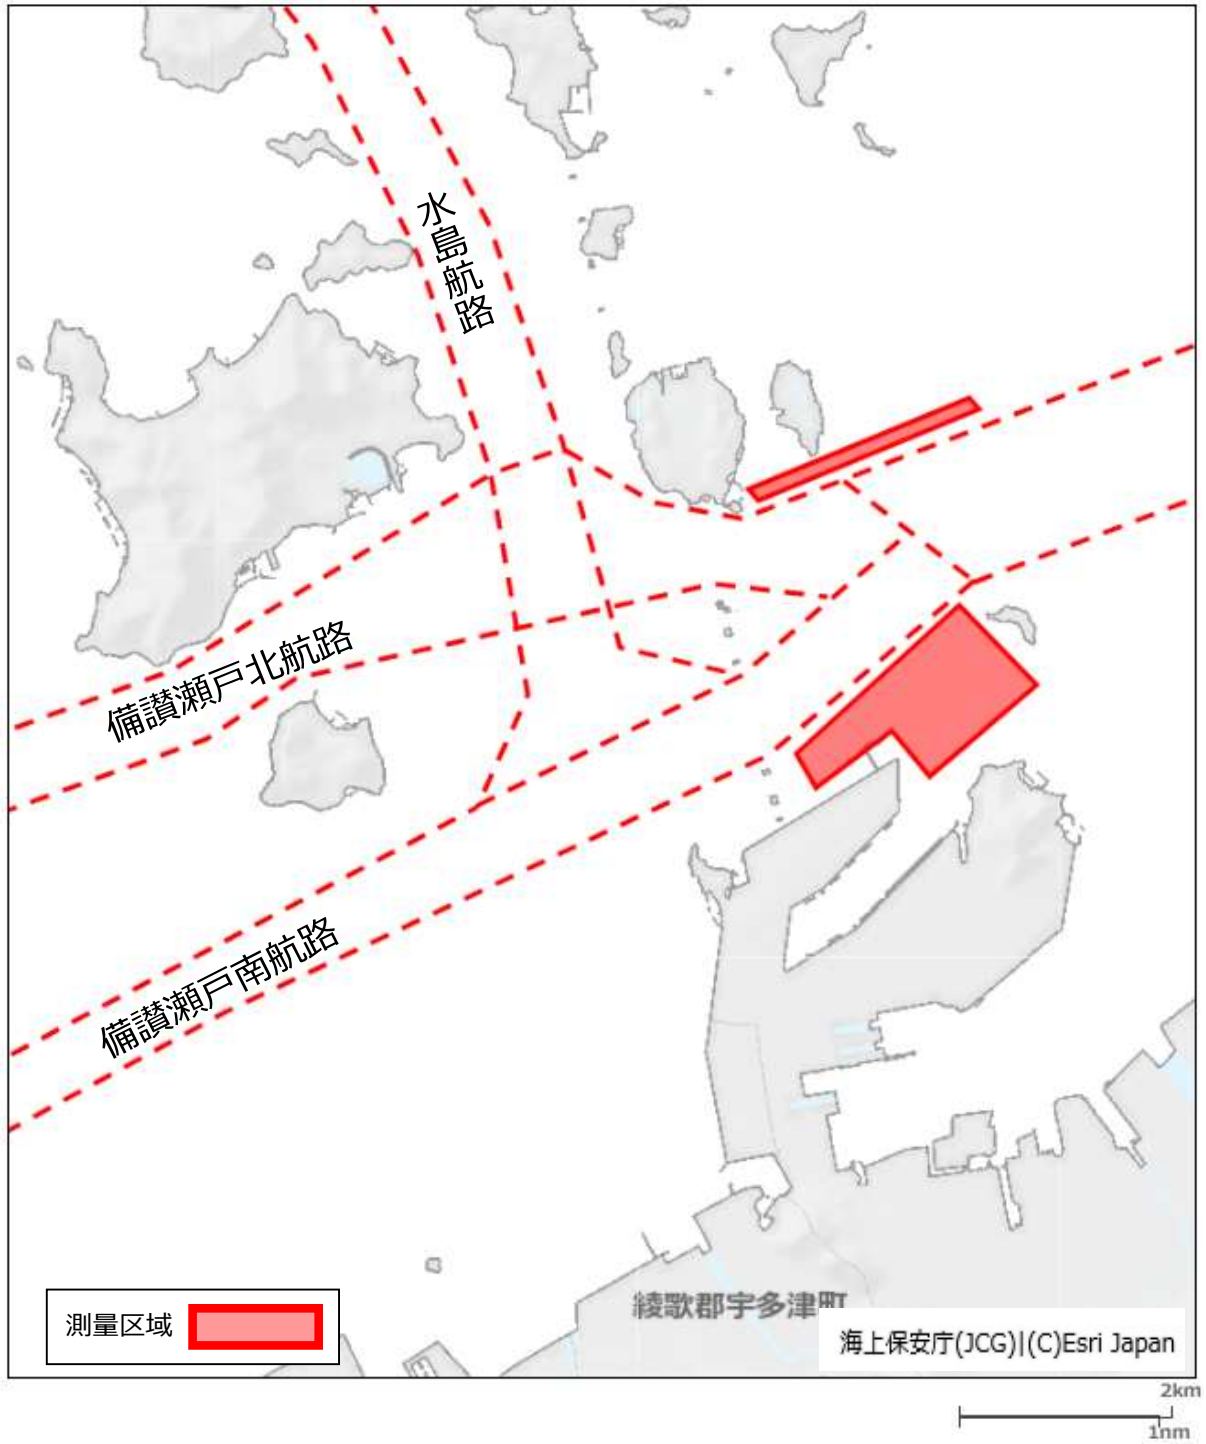 水島航路
備讃瀬戸北航路
備讃瀬戸南航路
測量区域
綾歌郡宇多津町
海上保安庁(JCG)|(C)Esri Japan
2km
1nm